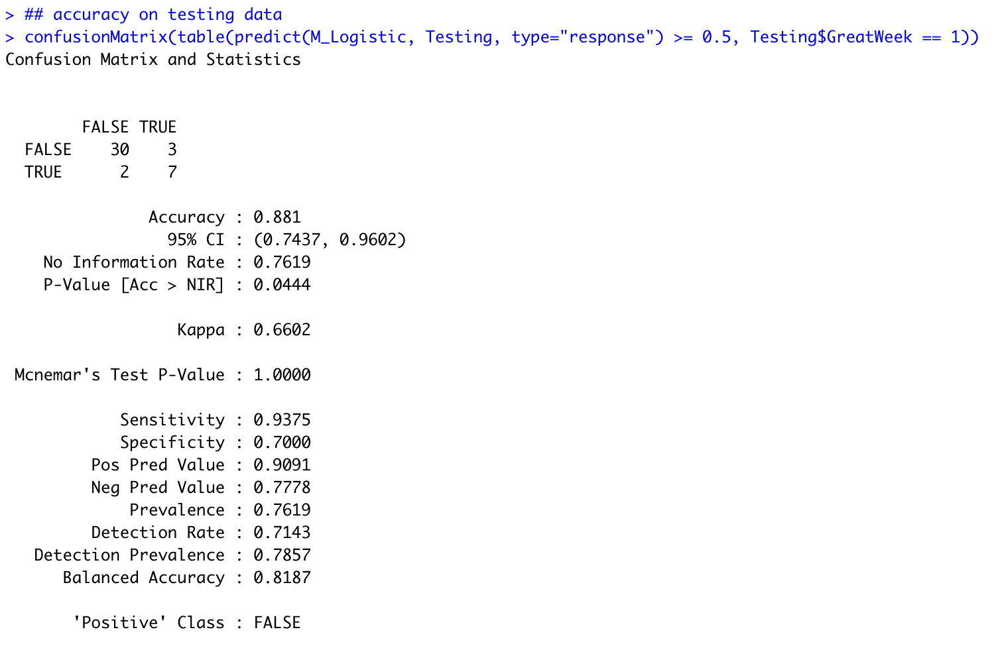 > ## accuracy on testing data
> confusionMatrix(table(predict(M_Logistic, Testing, type="response") >= 0.5, Testing$GreatWeek == 1))
Confusion Matrix and Statistics
FALSE TRUE
FALSE 30 3
TRUE 2 7
Accuracy : 0.881
95% CI : (0.7437, 0.9602)
No Information Rate : 0.7619
P-Value [Acc > NIR] : 0.0444
Kappa : 0.6602
Mcnemar's Test P-Value : 1.0000
Sensitivity : 0.9375
Specificity : 0.7000
Pos Pred Value : 0.9091
Neg Pred Value : 0.7778
Prevalence : 0.7619
Detection Rate : 0.7143
Detection Prevalence : 0.7857
Balanced Accuracy : 0.8187
'Positive' Class : FALSE